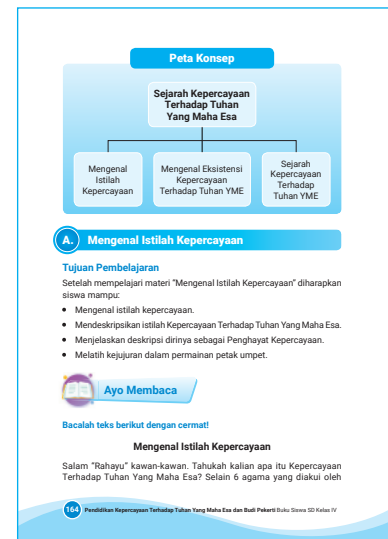 Peta Konsep
Sejarah Kepercayaan
Terhadap Tuhan
Yang Maha Esa
Mengenal
Istilah
Kepercayaan
Mengenal Eksistensi
Kepercayaan
Terhadap Tuhan YME
Sejarah
Kepercayaan
Terhadap
Tuhan YME
A. Mengenal Istilah Kepercayaan
Tujuan Pembelajaran
Setelah mempelajari materi “Mengenal Istilah Kepercayaan” diharapkan
siswa mampu:
• Mengenal istilah kepercayaan.
• Mendeskripsikan istilah Kepercayaan Terhadap Tuhan Yang Maha Esa.
• Menjelaskan deskripsi dirinya sebagai Penghayat Kepercayaan.
• Melatih kejujuran dalam permainan petak umpet.
Ayo Membaca
Bacalah teks berikut dengan cermat!
Mengenal Istilah Kepercayaan
Salam “Rahayu” kawan-kawan. Tahukah kalian apa itu Kepercayaan
Terhadap Tuhan Yang Maha Esa? Selain 6 agama yang diakui oleh
164 Pendidikan Kepercayaan Terhadap Tuhan Yang Maha Esa dan Budi Pekerti Buku Siswa SD Kelas IV